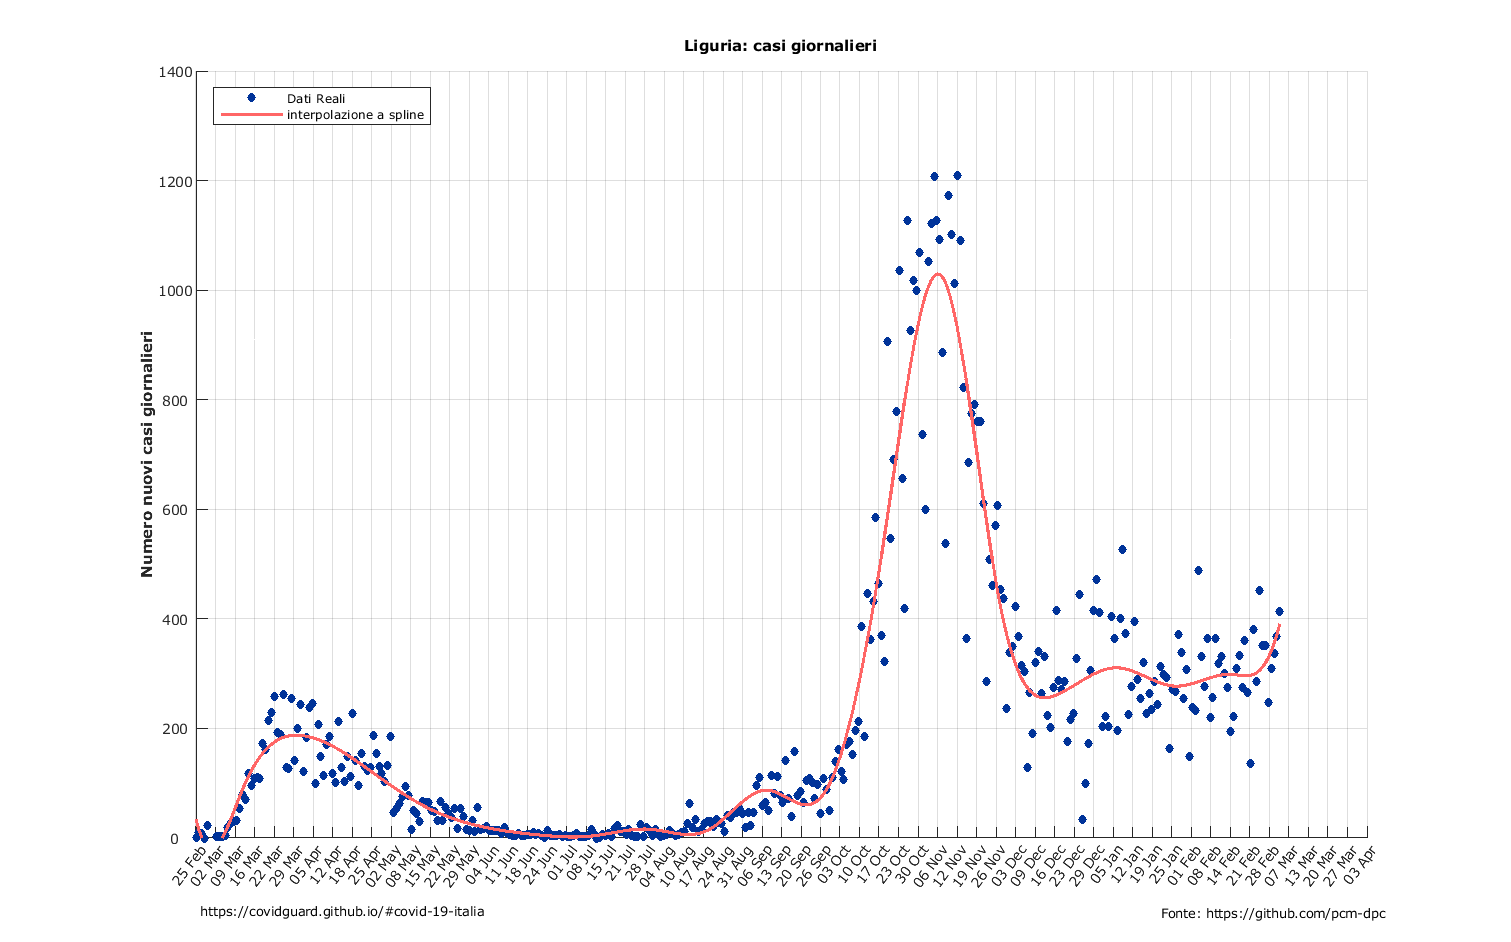 Liguria: casi giornalieri
1400
1200
1000
800
600
400
200
0
Numero nuovi casi giornalieri
Dati Reali
interpolazione a spline
25 Feb
02 Mar
09 Mar
16 Mar
22 Mar
29 Mar
05 Apr
12 Apr
18 Apr
25 Apr
02 May
08 May
15 May
22 May
29 May
04 Jun
11 Jun
18 Jun
24 Jun
01 Jul
08 Jul
15 Jul
21 Jul
28 Jul
04 Aug
10 Aug
17 Aug
24 Aug
31 Aug
06 Sep
13 Sep
20 Sep
26 Sep
03 Oct
10 Oct
17 Oct
23 Oct
30 Oct
06 Nov
12 Nov
19 Nov
26 Nov
03 Dec
09 Dec
16 Dec
23 Dec
29 Dec
05 Jan
12 Jan
19 Jan
25 Jan
01 Feb
08 Feb
14 Feb
21 Feb
28 Feb
07 Mar
13 Mar
20 Mar
27 Mar
03 Apr
https://covidguard.github.io/#covid-19-italia
Fonte: https://github.com/pcm-dpc